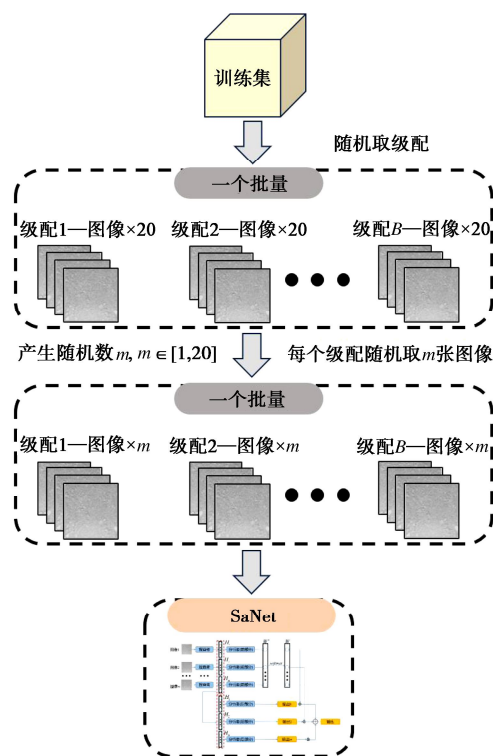 训练集
随机取级配
一个批量
级配1—图像×20 级配2—图像×20 级配B—图像×20
产生随机数m, m∈[1,20] 每个级配随机取m张图像
一个批量
级配1—图像×m 级配2—图像×m 级配B—图像×m
SaNet